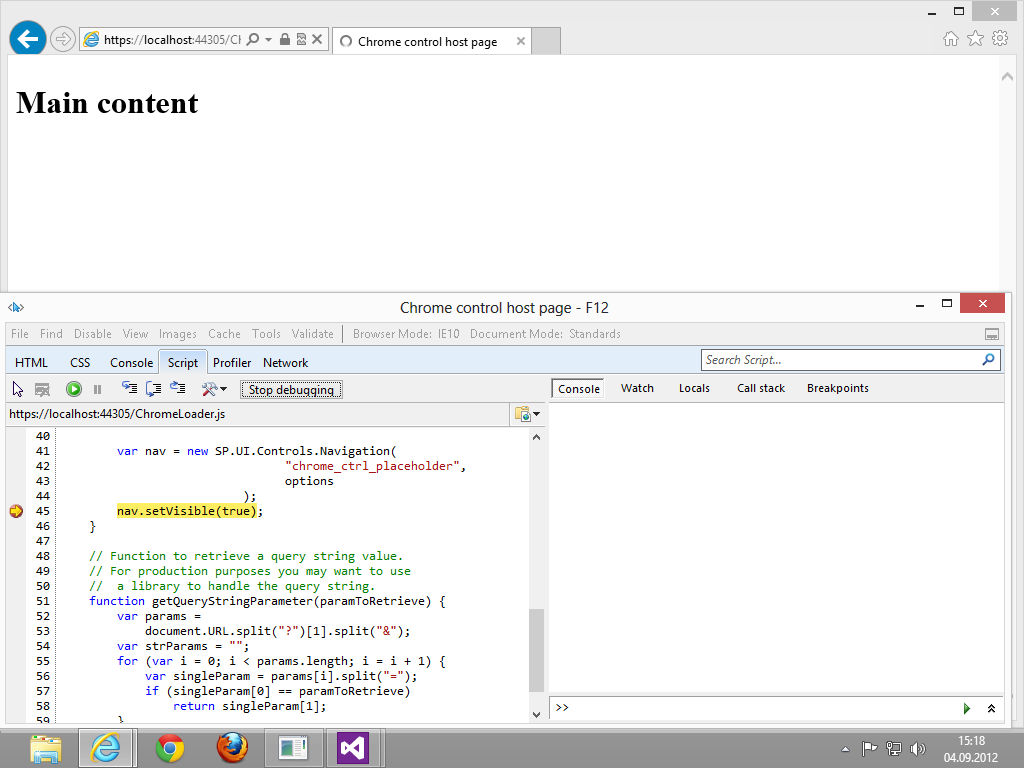 https://localhost:44305/Cl
Chrome control host page
Main content
Chrome control host page - F12
File Find Disable View Images Cache Tools Validate Browser Mode: IE10 Document Mode: Standards
HTML CSS Console Script Profiler Network
Search Script...
Stop debugging
Console Watch Locals Call stack Breakpoints
https://localhost:44305/ChromeLoader.js
40
41 var nav = new SP.UI.Controls.Navigation(
42 "chrome_ctrl_placeholder",
43 options
44 );
45 nav.setVisible(true);
46 }
47
48 // Function to retrieve a query string value.
49 // For production purposes you may want to use
50 //  a library to handle the query string.
51 function getQueryStringParameter(paramToRetrieve) {
52 var params =
53 document.URL.split("?")[1].split("&");
54 var strParams = "";
55 for (var i = 0; i < params.length; i = i + 1) {
56 var singleParam = params[i].split("=");
57 if (singleParam[0] == paramToRetrieve)
58 return singleParam[1];
59 }
>>
15:18
04.09.2012